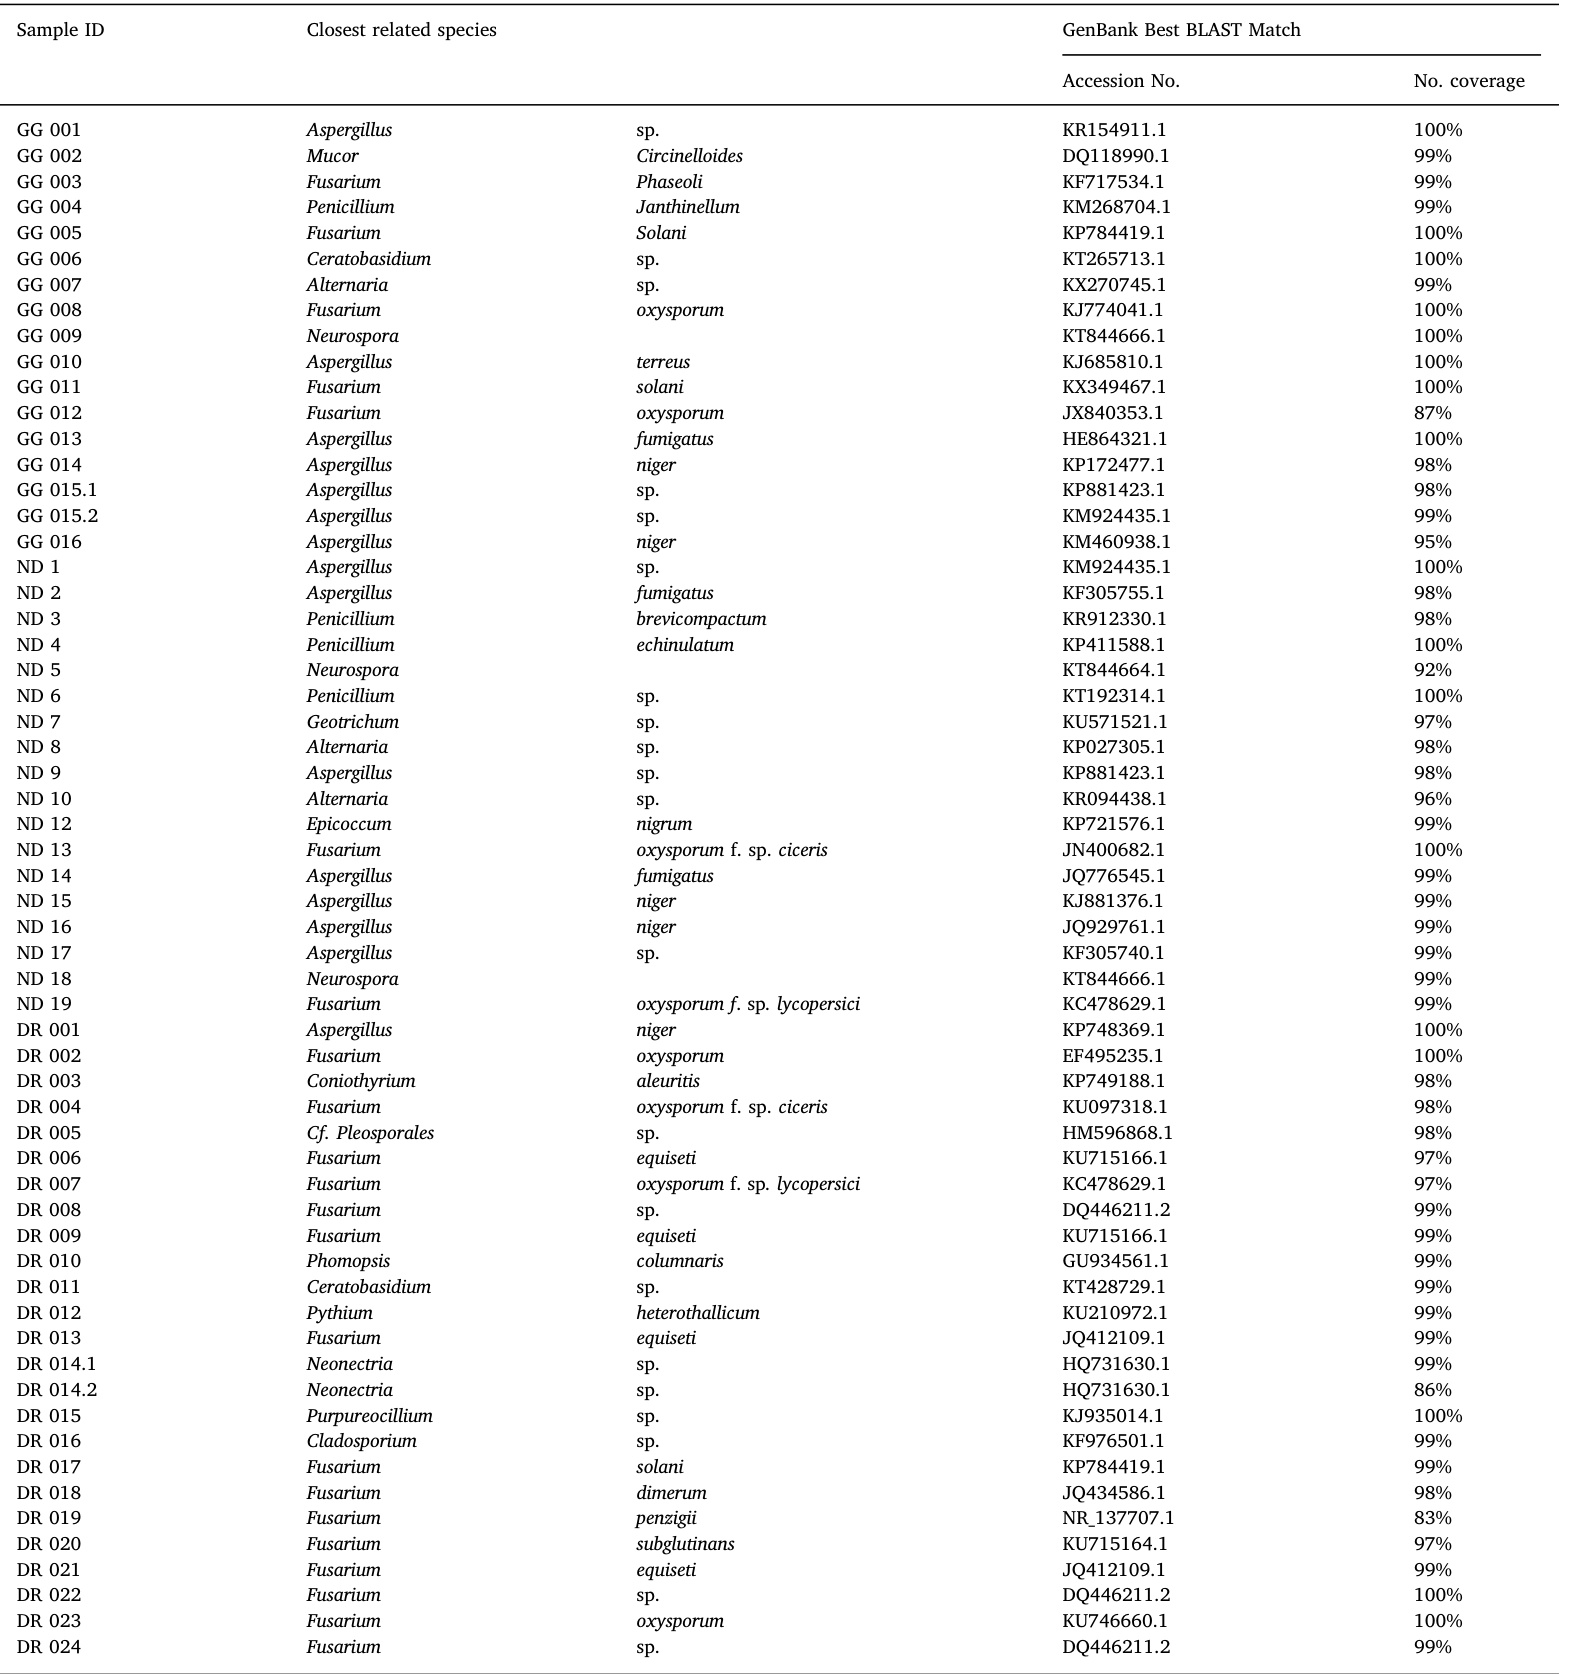 Sample ID Closest related species GenBank Best BLAST Match
Accession No. No. coverage
GG 001 Aspergillus sp. KR154911.1 100%
GG 002 Mucor Circinelloides DQ118990.1 99%
GG 003 Fusarium Phaseoli KF717534.1 99%
GG 004 Penicillium Janthinellum KM268704.1 99%
GG 005 Fusarium Solani KP784419.1 100%
GG 006 Ceratobasidium sp. KT265713.1 100%
GG 007 Alternaria sp. KX270745.1 99%
GG 008 Fusarium oxysporum KJ774041.1 100%
GG 009 Neurospora KT844666.1 100%
GG 010 Aspergillus terreus KJ685810.1 100%
GG 011 Fusarium solani KX349467.1 100%
GG 012 Fusarium oxysporum JX840353.1 87%
GG 013 Aspergillus fumigatus HE864321.1 100%
GG 014 Aspergillus niger KP172477.1 98%
GG 015.1 Aspergillus sp. KP881423.1 98%
GG 015.2 Aspergillus sp. KM924435.1 99%
GG 016 Aspergillus niger KM460938.1 95%
ND 1 Aspergillus sp. KM924435.1 100%
ND 2 Aspergillus fumigatus KF305755.1 98%
ND 3 Penicillium brevicompactum KR912330.1 98%
ND 4 Penicillium echinulatum KP411588.1 100%
ND 5 Neurospora KT844664.1 92%
ND 6 Penicillium sp. KT192314.1 100%
ND 7 Geotrichum sp. KU571521.1 97%
ND 8 Alternaria sp. KP027305.1 98%
ND 9 Aspergillus sp. KP881423.1 98%
ND 10 Alternaria sp. KR094438.1 96%
ND 12 Epicoccum nigrum KP721576.1 99%
ND 13 Fusarium oxysporum f. sp. ciceris JN400682.1 100%
ND 14 Aspergillus fumigatus JQ776545.1 99%
ND 15 Aspergillus niger KJ881376.1 99%
ND 16 Aspergillus niger JQ929761.1 99%
ND 17 Aspergillus sp. KF305740.1 99%
ND 18 Neurospora KT844666.1 99%
ND 19 Fusarium oxysporum f. sp. lycopersici KC478629.1 99%
DR 001 Aspergillus niger KP748369.1 100%
DR 002 Fusarium oxysporum EF495235.1 100%
DR 003 Coniothyrium aleuritis KP749188.1 98%
DR 004 Fusarium oxysporum f. sp. ciceris KU097318.1 98%
DR 005 Cf. Pleosporales sp. HM596868.1 98%
DR 006 Fusarium equiseti KU715166.1 97%
DR 007 Fusarium oxysporum f. sp. lycopersici KC478629.1 97%
DR 008 Fusarium sp. DQ446211.2 99%
DR 009 Fusarium equiseti KU715166.1 99%
DR 010 Phomopsis columnaris GU934561.1 99%
DR 011 Ceratobasidium sp. KT428729.1 99%
DR 012 Pythium heterothallicum KU210972.1 99%
DR 013 Fusarium equiseti JQ412109.1 99%
DR 014.1 Neonectria sp. HQ731630.1 99%
DR 014.2 Neonectria sp. HQ731630.1 86%
DR 015 Purpureocillium sp. KJ935014.1 100%
DR 016 Cladosporium sp. KF976501.1 99%
DR 017 Fusarium solani KP784419.1 99%
DR 018 Fusarium dimerum JQ434586.1 98%
DR 019 Fusarium penzigii NR_137707.1 83%
DR 020 Fusarium subglutinans KU715164.1 97%
DR 021 Fusarium equiseti JQ412109.1 99%
DR 022 Fusarium sp. DQ446211.2 100%
DR 023 Fusarium oxysporum KU746660.1 100%
DR 024 Fusarium sp. DQ446211.2 99%